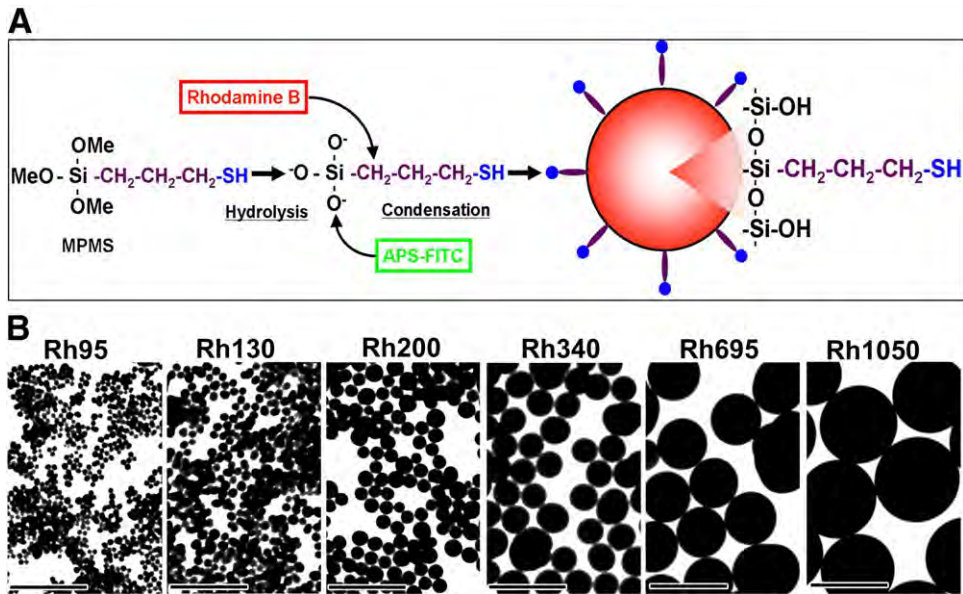 A
Rhodamine B
OMe
MeO - Si -CH₂-CH₂-CH₂-SH
OMe
MPMS
Hydrolysis
O⁻
⁻O - Si -CH₂-CH₂-CH₂-SH
O⁻
Condensation
APS-FITC
-Si-OH
O
-Si -CH₂-CH₂-CH₂-SH
O
-Si-OH
B
Rh95 Rh130 Rh200 Rh340 Rh695 Rh1050